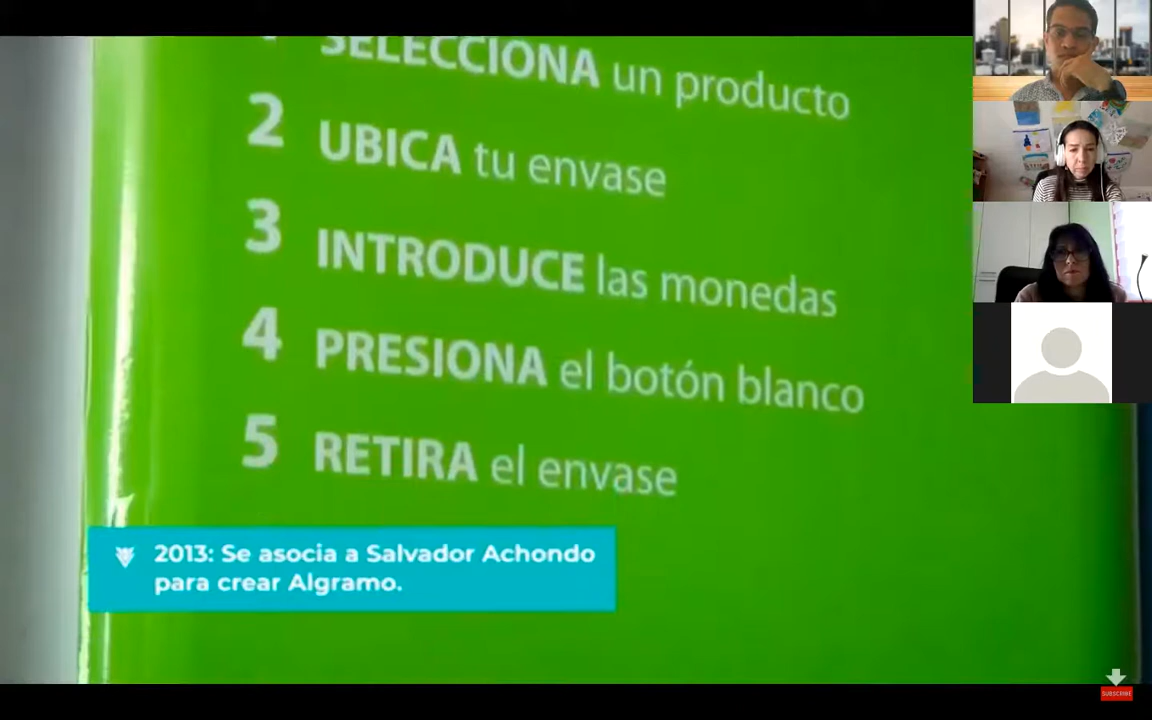 SELECCIONA un producto
2 UBICA tu envase
3 INTRODUCE las monedas
4 PRESIONA el botón blanco
5 RETIRA el envase
2013: Se asocia a Salvador Achondo
para crear Algramo.
SUBSCRIBE